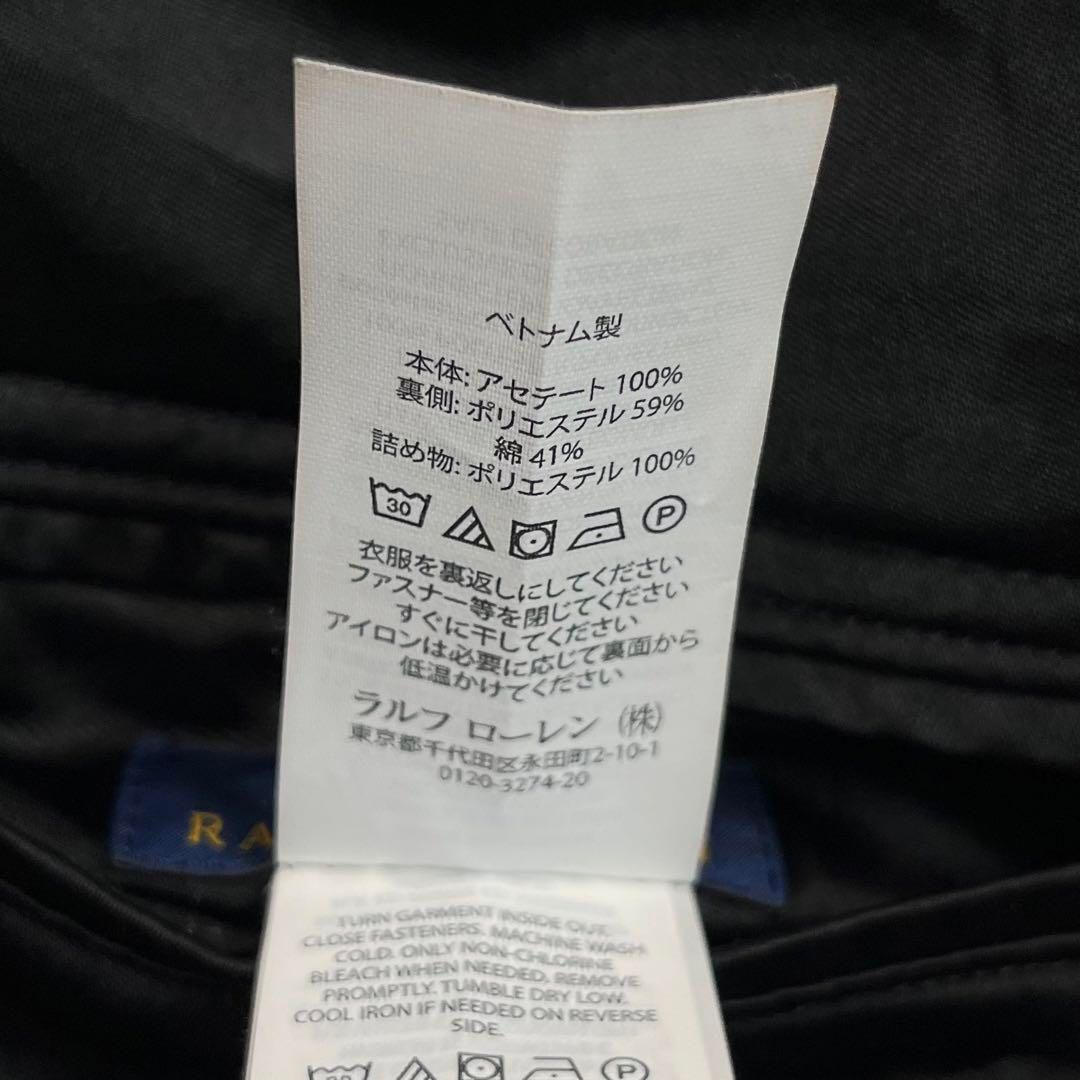 ベトナム製
本体: アセテート 100%
裏側: ポリエステル 59%
綿 41%
詰め物: ポリエステル 100%
30
P
衣服を裏返しにしてください
ファスナー等を閉じてください
すぐに干してください
アイロンは必要に応じて裏面から
低温かけてください
ラルフ ローレン (株)
東京都千代田区永田町2-10-1
0120-3274-20
RA
TURN GARMENT INSIDE OUT.
CLOSE FASTENERS. MACHINE WASH
COLD. ONLY NON-CHLORINE
BLEACH WHEN NEEDED. REMOVE
PROMPTLY. TUMBLE DRY LOW.
COOL IRON IF NEEDED ON REVERSE
SIDE.
P